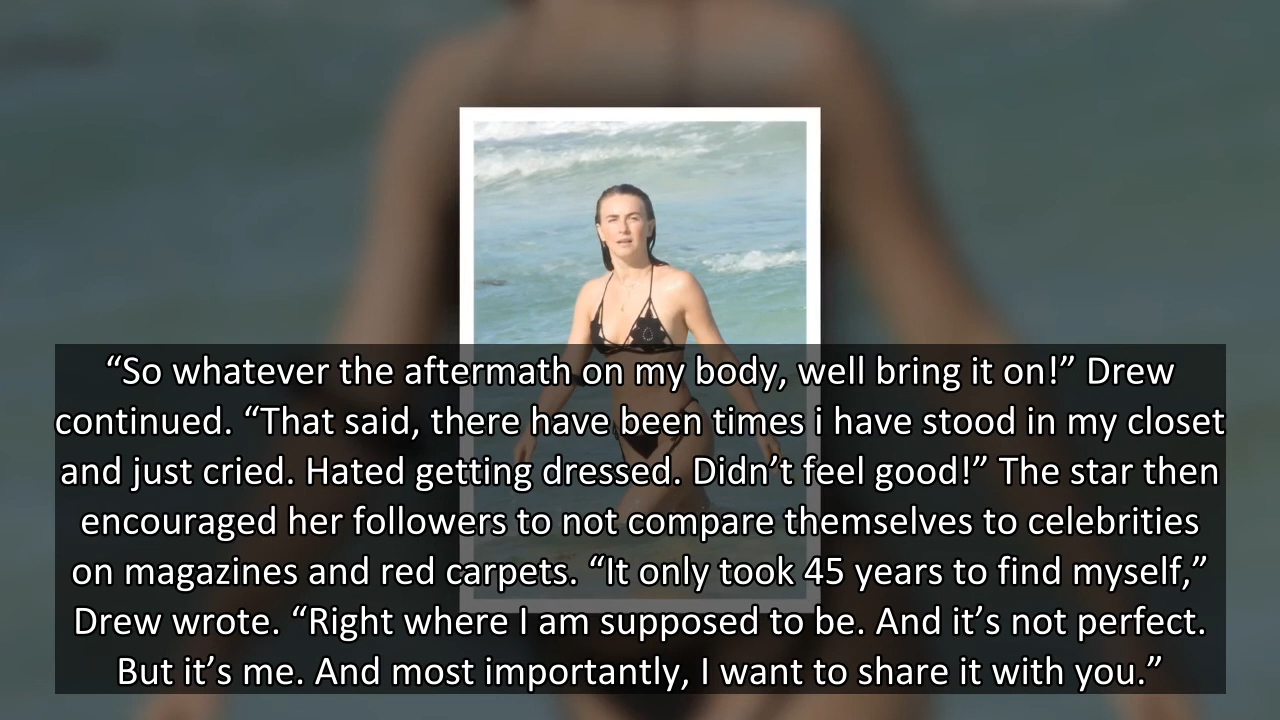 “So whatever the aftermath on my body, well bring it on!” Drew
continued. “That said, there have been times i have stood in my closet
and just cried. Hated getting dressed. Didn’t feel good!” The star then
encouraged her followers to not compare themselves to celebrities
on magazines and red carpets. “It only took 45 years to find myself,”
Drew wrote. “Right where I am supposed to be. And it’s not perfect.
But it’s me. And most importantly, I want to share it with you.”